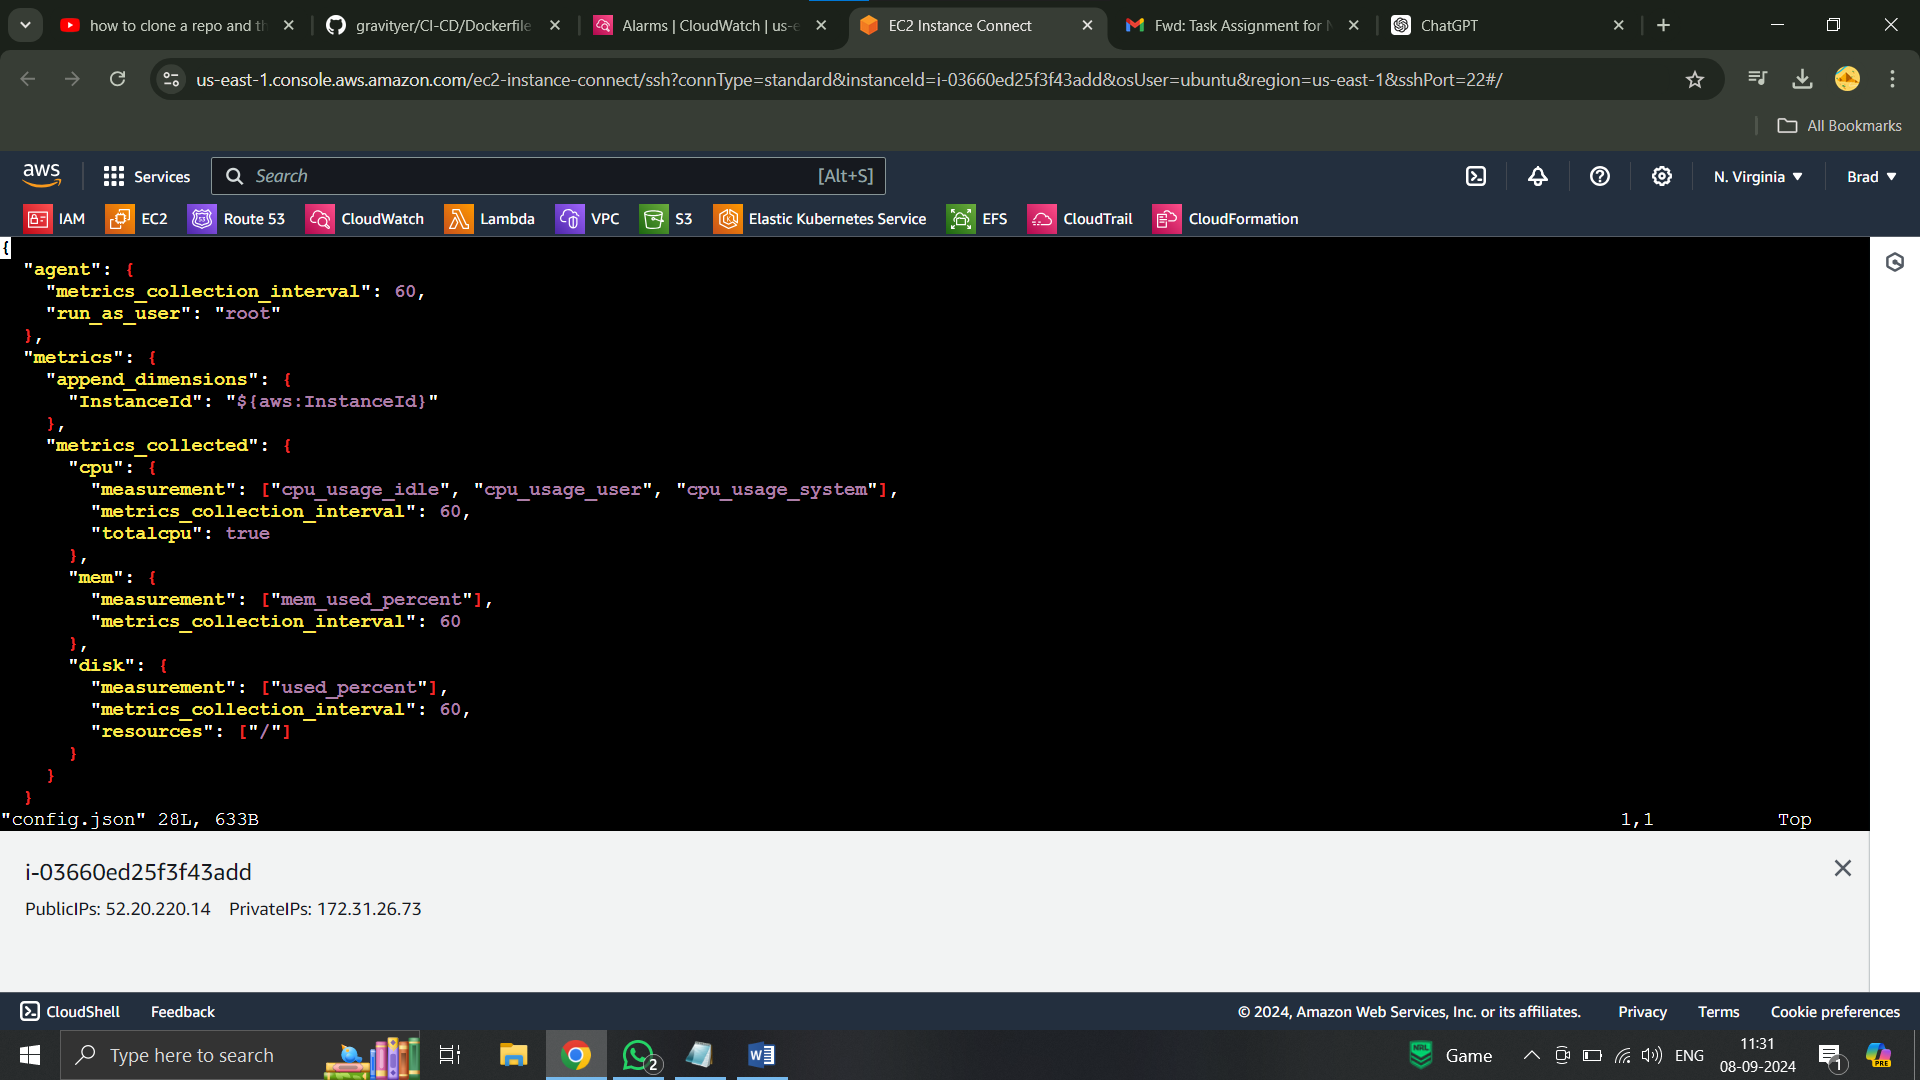 how to clone a repo and th
gravityer/CI-CD/Dockerfile
Alarms | CloudWatch | us-e
EC2 Instance Connect
Fwd: Task Assignment for
ChatGPT
us-east-1.console.aws.amazon.com/ec2-instance-connect/ssh?connType=standard&instanceId=i-03660ed25f3f43add&osUser=ubuntu&region=us-east-1&sshPort=22#/
All Bookmarks
aws
Services
Search
[Alt+S]
N. Virginia
Brad
IAM
EC2
Route 53
CloudWatch
Lambda
VPC
S3
Elastic Kubernetes Service
EFS
CloudTrail
CloudFormation
{
  "agent": {
    "metrics_collection_interval": 60,
    "run_as_user": "root"
  },
  "metrics": {
    "append_dimensions": {
      "InstanceId": "${aws:InstanceId}"
    },
    "metrics_collected": {
      "cpu": {
        "measurement": ["cpu_usage_idle", "cpu_usage_user", "cpu_usage_system"],
        "metrics_collection_interval": 60,
        "totalcpu": true
      },
      "mem": {
        "measurement": ["mem_used_percent"],
        "metrics_collection_interval": 60
      },
      "disk": {
        "measurement": ["used_percent"],
        "metrics_collection_interval": 60,
        "resources": ["/"]
      }
    }
  }
"config.json" 28L, 633B
1,1
Top
i-03660ed25f3f43add
PublicIPs: 52.20.220.14 PrivateIPs: 172.31.26.73
CloudShell
Feedback
© 2024, Amazon Web Services, Inc. or its affiliates.
Privacy
Terms
Cookie preferences
Type here to search
2
Game
ENG
11:31
08-09-2024
1
PRE